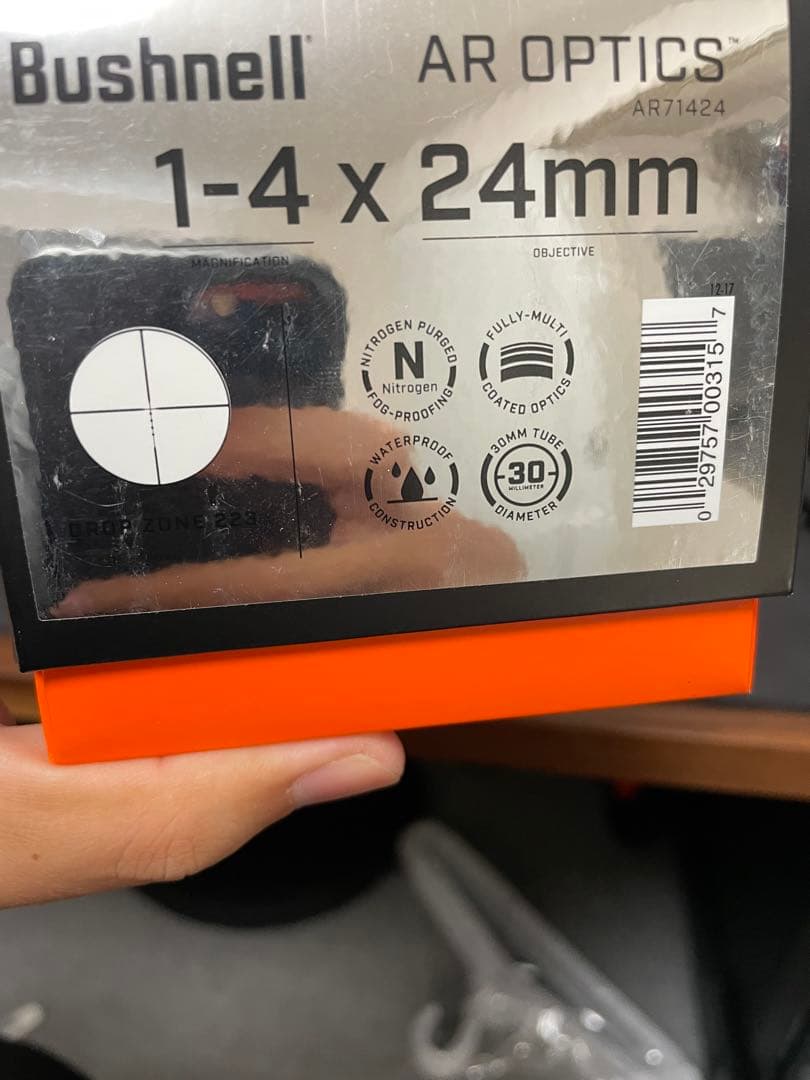 Bushnell®
AR OPTICS™
AR71424
1-4 x 24mm
MAGNIFICATION
OBJECTIVE
12-17
NITROGEN PURGED
N
Nitrogen
FOG-PROOFING
FULLY-MULTI
COATED OPTICS
WATERPROOF
CONSTRUCTION
30MM TUBE
30
MILLIMETER
DIAMETER
DROP ZONE 223
0 29757 00315 7